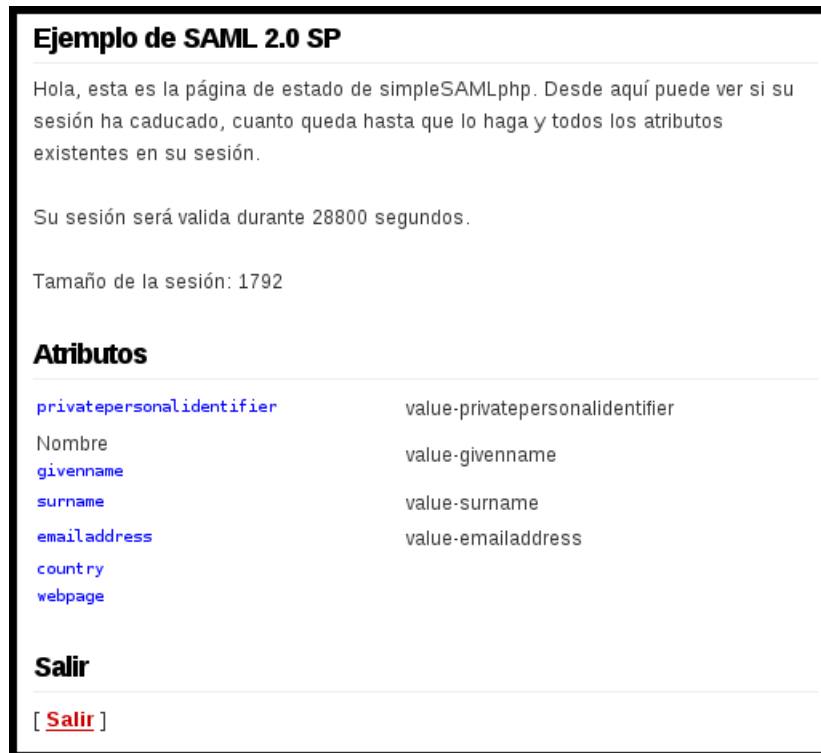 Ejemplo de SAML 2.0 SP
Hola, esta es la página de estado de simpleSAMLphp. Desde aquí puede ver si su
sesión ha caducado, cuanto queda hasta que lo haga y todos los atributos
existentes en su sesión.
Su sesión será valida durante 28800 segundos.
Tamaño de la sesión: 1792
Atributos
privatepersonalidentifier value-privatepersonalidentifier
Nombre
givenname value-givenname
surname value-surname
emailaddress value-emailaddress
country
webpage
Salir
[ Salir ]